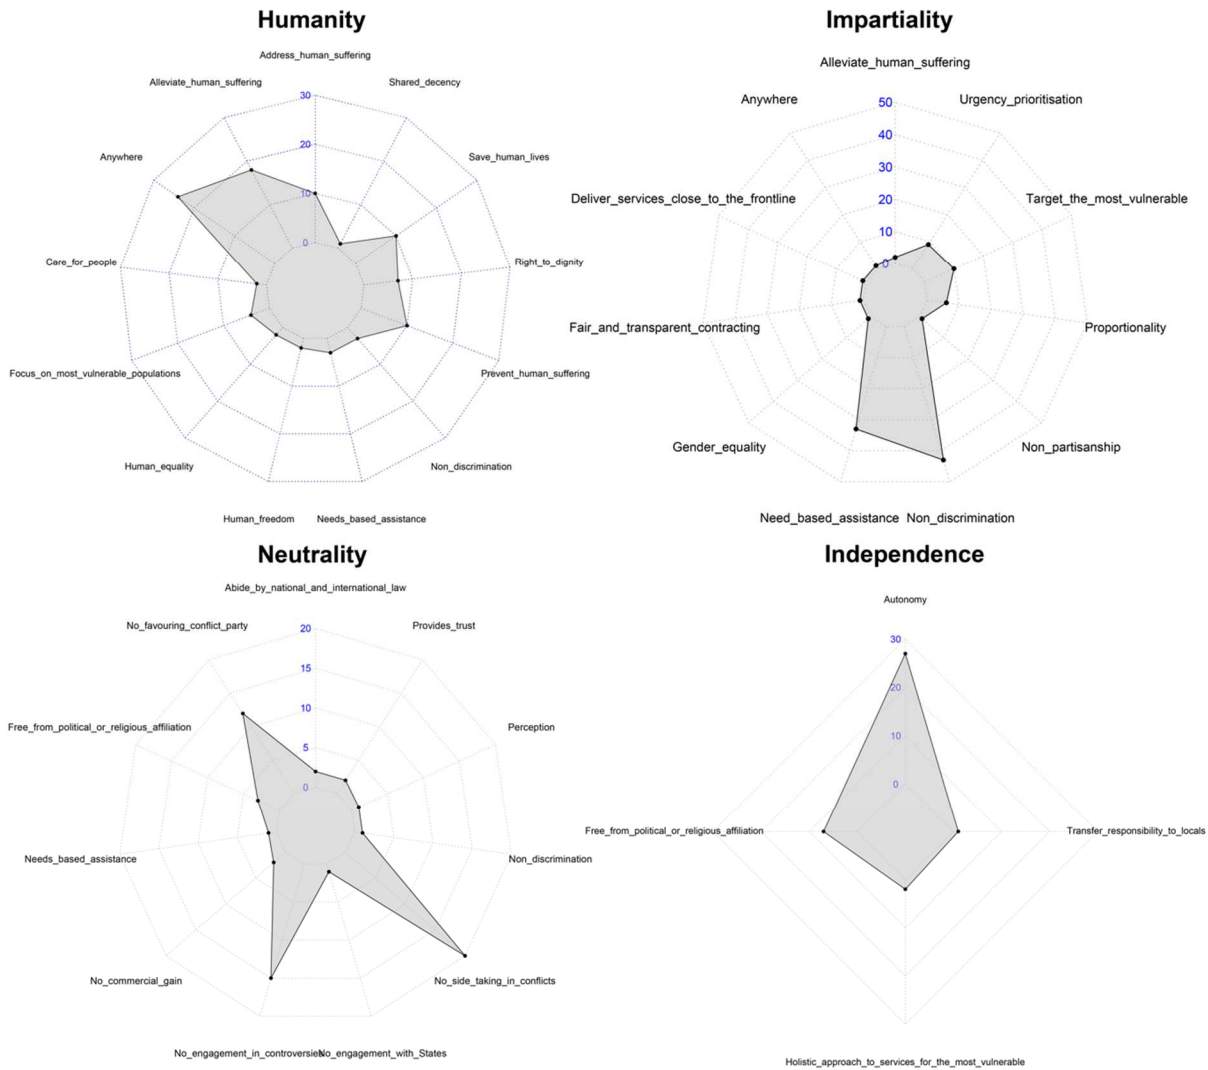 Humanity
Address_human_suffering
Alleviate_human_suffering
Shared_decency
30
Anywhere
Save_human_lives
20
10
0
Care_for_people
Right_to_dignity
Focus_on_most_vulnerable_populations
Prevent_human_suffering
Human_equality
Non_discrimination
Human_freedom
Needs_based_assistance
Impartiality
Alleviate_human_suffering
Anywhere
Urgency_prioritisation
50
40
30
20
10
0
Deliver_services_close_to_the_frontline
Target_the_most_vulnerable
Fair_and_transparent_contracting
Proportionality
Gender_equality
Non_partisanship
Need_based_assistance
Non_discrimination
Neutrality
Abide_by_national_and_international_law
No_favouring_conflict_party
Provides_trust
20
15
10
5
0
Free_from_political_or_religious_affiliation
Perception
Needs_based_assistance
Non_discrimination
No_commercial_gain
No_side_taking_in_conflicts
No_engagement_in_controversies
No_engagement_with_States
Independence
Autonomy
30
20
10
0
Free_from_political_or_religious_affiliation
Transfer_responsibility_to_locals
Holistic_approach_to_services_for_the_most_vulnerable